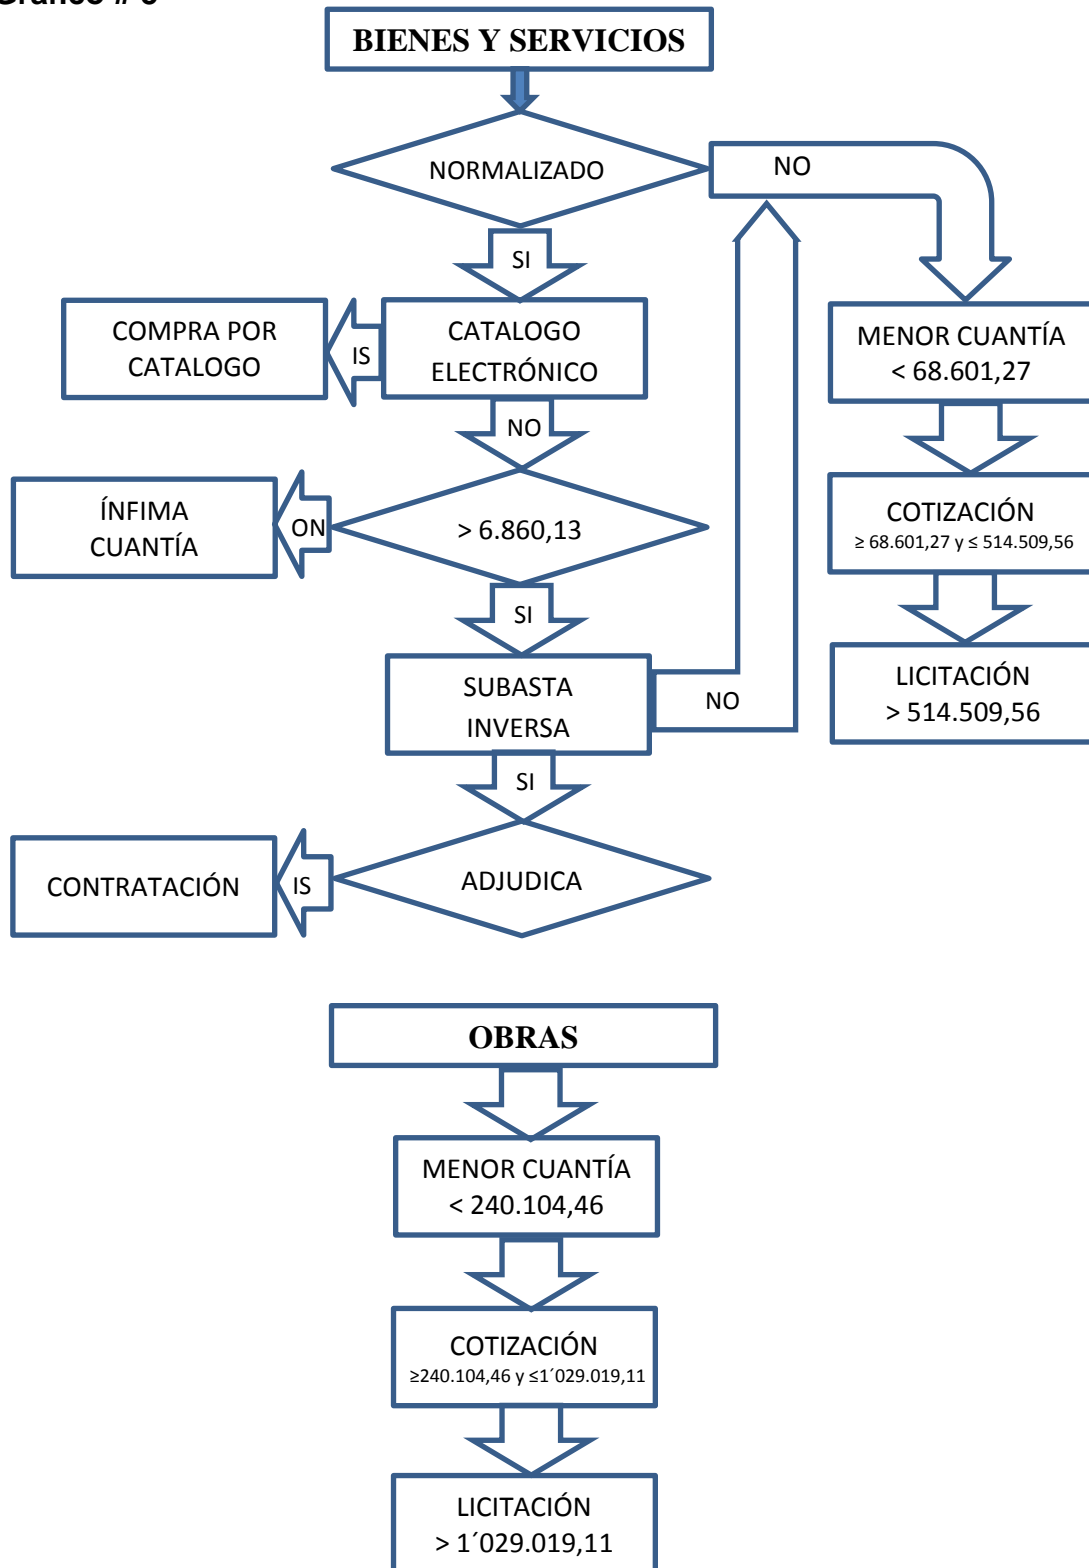 BIENES Y SERVICIOS
NORMALIZADO
NO
SI
COMPRA POR
CATALOGO
IS
CATALOGO
ELECTRÓNICO
MENOR CUANTÍA
< 68.601,27
NO
ÍNFIMA
CUANTÍA
ON
> 6.860,13
COTIZACIÓN
≥ 68.601,27 y ≤ 514.509,56
SI
SUBASTA
INVERSA
NO
LICITACIÓN
> 514.509,56
SI
CONTRATACIÓN
IS
ADJUDICA
OBRAS
MENOR CUANTÍA
< 240.104,46
COTIZACIÓN
≥240.104,46 y ≤1´029.019,11
LICITACIÓN
> 1´029.019,11